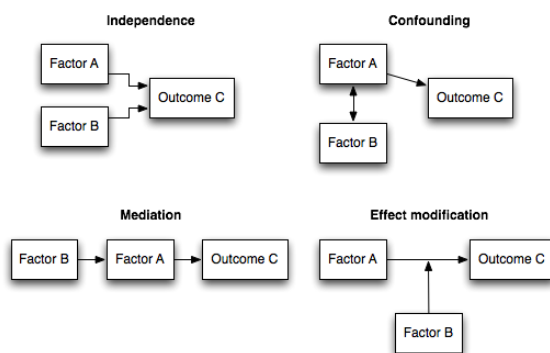 Independence
Factor A
Factor B
Outcome C
Confounding
Factor A
Outcome C
Factor B
Mediation
Factor B
Factor A
Outcome C
Effect modification
Factor A
Outcome C
Factor B